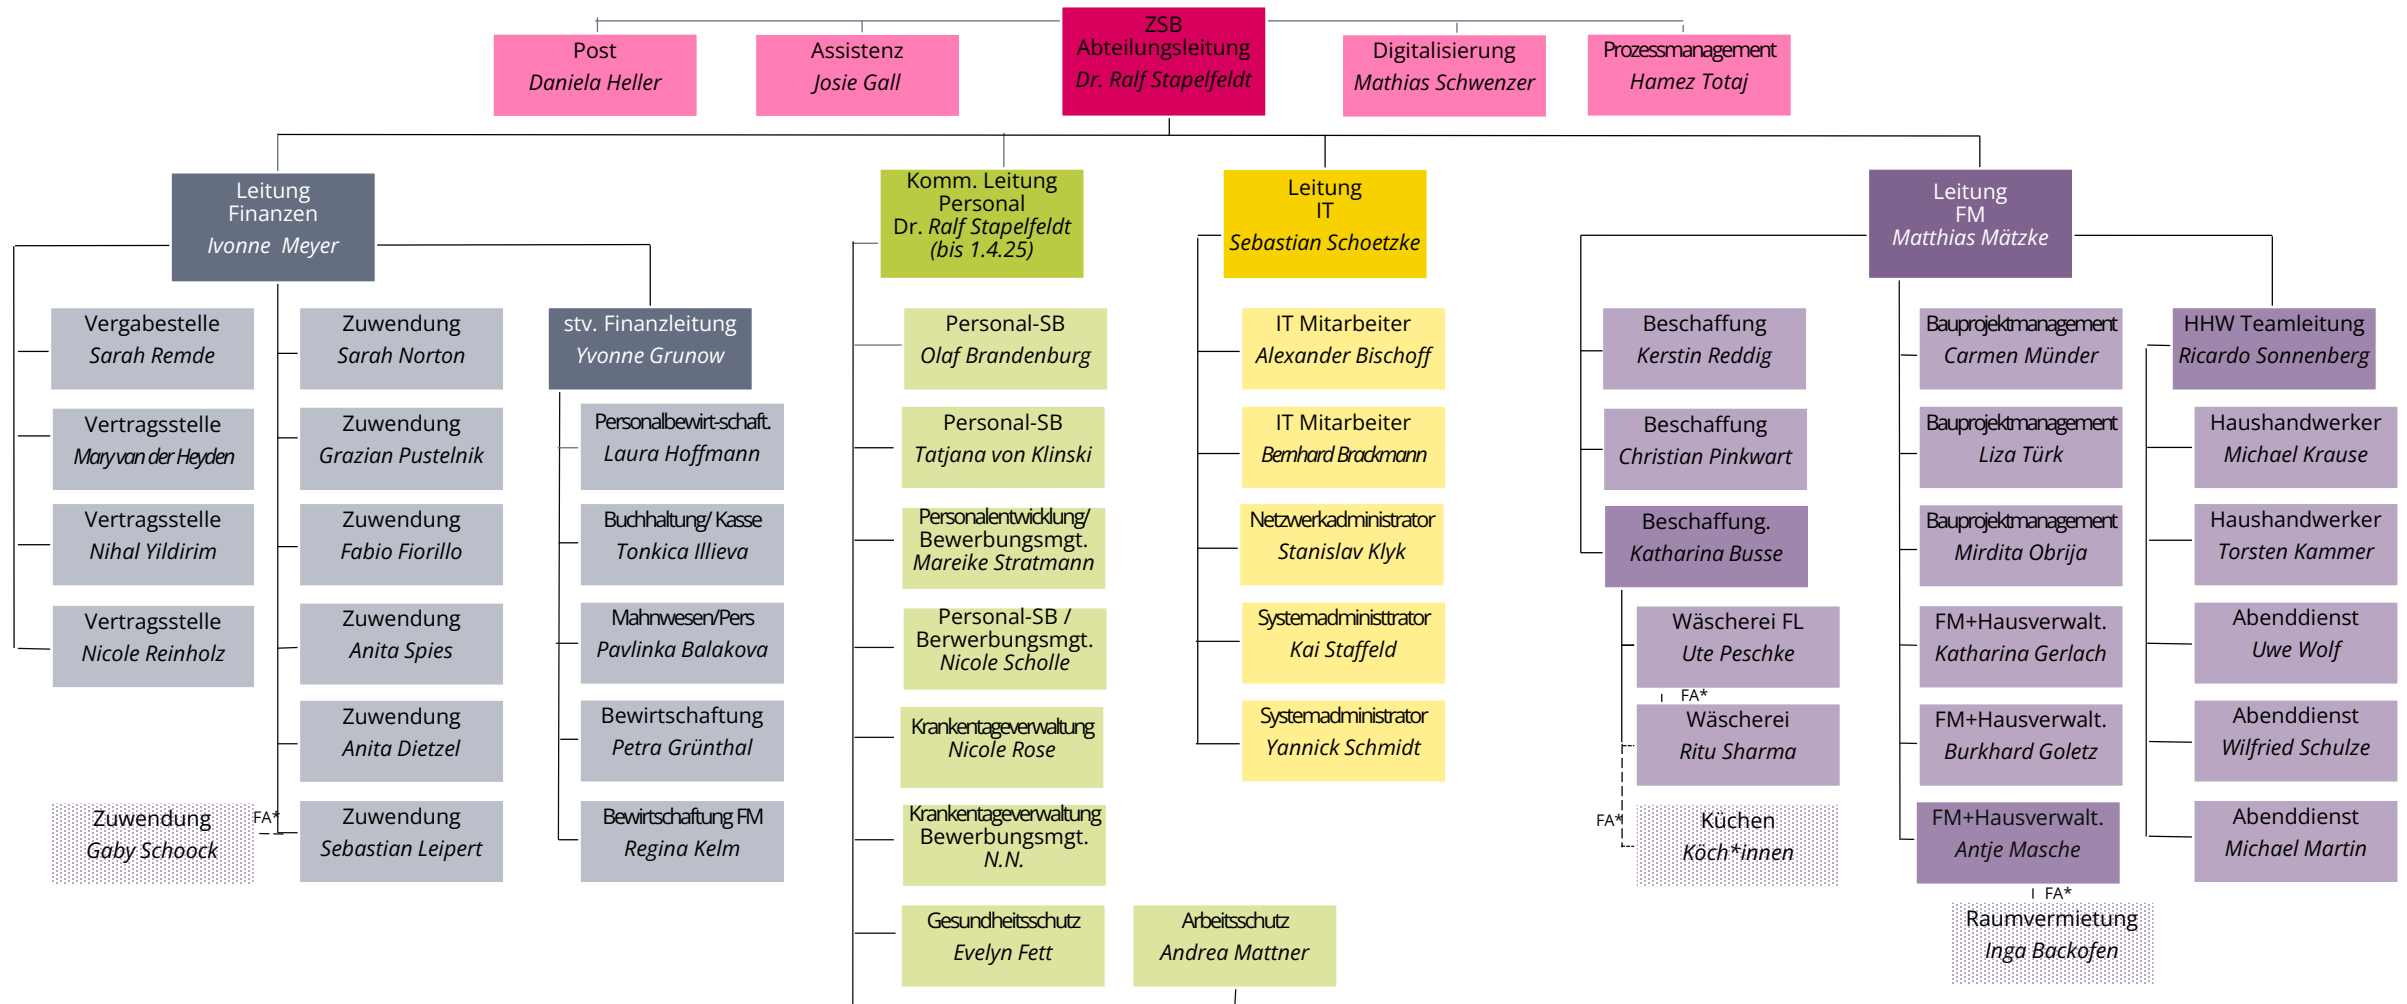 ZSB
Abteilungsleitung
Dr. Ralf Stapelfeldt
Post
Daniela Heller
Assistenz
Josie Gall
Digitalisierung
Mathias Schwenzer
Prozessmanagement
Hamez Totaj
Leitung
Finanzen
Ivonne Meyer
Vergabestelle
Sarah Remde
Vertragsstelle
Mary van der Heyden
Vertragsstelle
Nihal Yildirim
Vertragsstelle
Nicole Reinholz
Zuwendung
Gaby Schoock
FA*
Zuwendung
Sarah Norton
Zuwendung
Grazian Pustelnik
Zuwendung
Fabio Fiorillo
Zuwendung
Anita Spies
Zuwendung
Anita Dietzel
Zuwendung
Sebastian Leipert
stv. Finanzleitung
Yvonne Grunow
Personalbewirt-schaft.
Laura Hoffmann
Buchhaltung/ Kasse
Tonkica Illieva
Mahnwesen/Pers
Pavlinka Balakova
Bewirtschaftung
Petra Grünthal
Bewirtschaftung FM
Regina Kelm
Komm. Leitung
Personal
Dr. Ralf Stapelfeldt
(bis 1.4.25)
Personal-SB
Olaf Brandenburg
Personal-SB
Tatjana von Klinski
Personalentwicklung/
Bewerbungsmgt.
Mareike Stratmann
Personal-SB /
Berwerbungsmgt.
Nicole Scholle
Krankentageverwaltung
Nicole Rose
Krankentageverwaltung
Bewerbungsmgt.
N.N.
Gesundheitsschutz
Evelyn Fett
Arbeitsschutz
Andrea Mattner
Leitung
IT
Sebastian Schoetzke
IT Mitarbeiter
Alexander Bischoff
IT Mitarbeiter
Bernhard Brackmann
Netzwerkadministrator
Stanislav Klyk
Systemadministtrator
Kai Staffeld
Systemadministrator
Yannick Schmidt
Leitung
FM
Matthias Mätzke
Beschaffung
Kerstin Reddig
Beschaffung
Christian Pinkwart
Beschaffung.
Katharina Busse
Wäscherei FL
Ute Peschke
FA*
Wäscherei
Ritu Sharma
FA*
Küchen
Köch*innen
Bauprojektmanagement
Carmen Münder
Bauprojektmanagement
Liza Türk
Bauprojektmanagement
Mirdita Obrija
FM+Hausverwalt.
Katharina Gerlach
FM+Hausverwalt.
Burkhard Goletz
FM+Hausverwalt.
Antje Masche
FA*
Raumvermietung
Inga Backofen
HHW Teamleitung
Ricardo Sonnenberg
Haushandwerker
Michael Krause
Haushandwerker
Torsten Kammer
Abenddienst
Uwe Wolf
Abenddienst
Wilfried Schulze
Abenddienst
Michael Martin